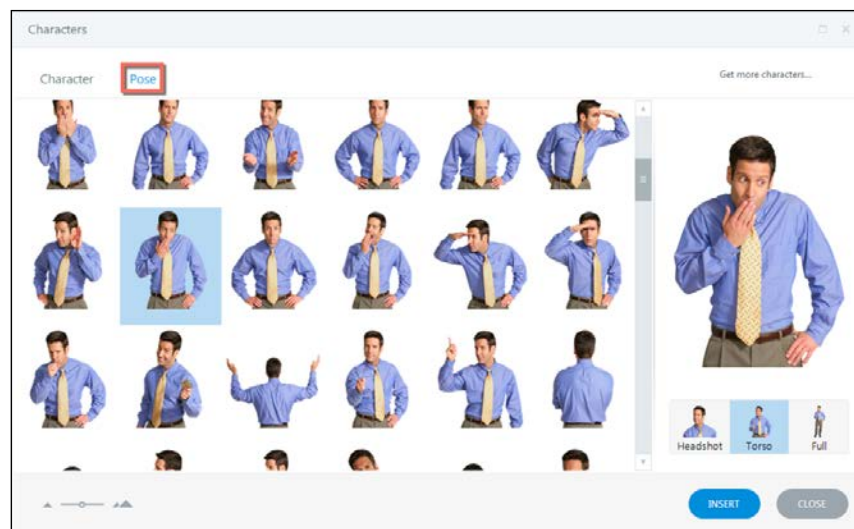 Characters
Character Pose Get more characters...
Headshot Torso Full
INSERT CLOSE